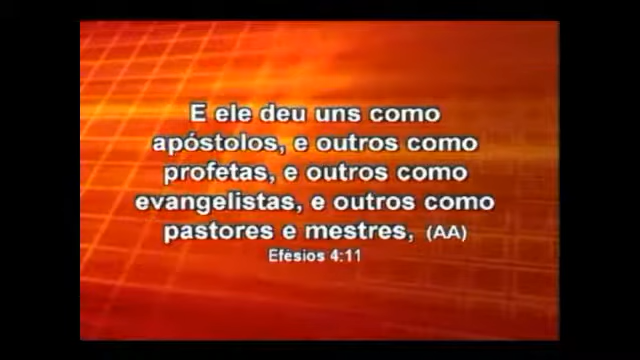 E ele deu uns como
apóstolos, e outros como
profetas, e outros como
evangelistas, e outros como
pastores e mestres, (AA)
Efésios 4:11